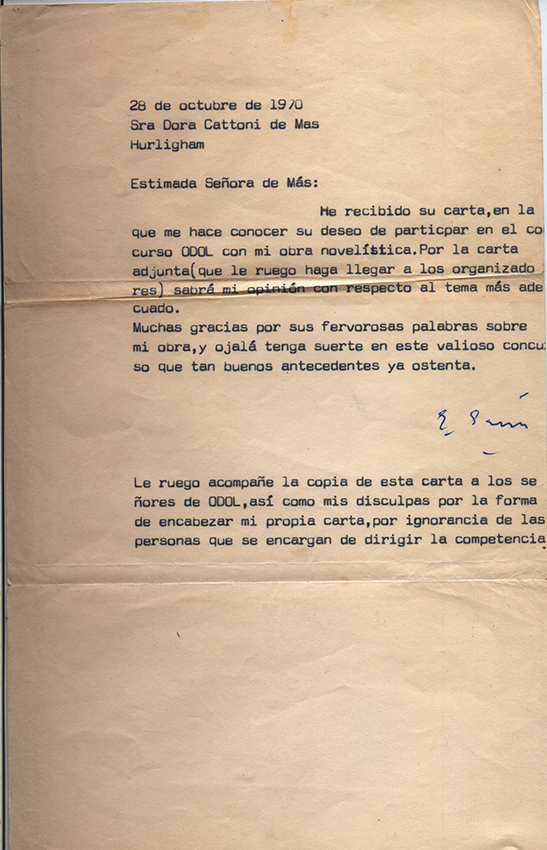 28 de octubre de 1970
Sra Dora Cattoni de Mas
Hurligham
Estimada Señora de Más:
He recibido su carta,en la
que me hace conocer su deseo de particpar en el co
curso ODOL con mi obra novelística.Por la carta
adjunta(que le ruego haga llegar a los organizado
res) sabrá mi opinión con respecto al tema más ade
cuado.
Muchas gracias por sus fervorosas palabras sobre
mi obra,y ojalá tenga suerte en este valioso concu
so que tan buenos antecedentes ya ostenta.
E
Le ruego acompañe la copia de esta carta a los se
ñores de ODOL,así como mis disculpas por la forma
de encabezar mi propia carta,por ignorancia de las
personas que se encargan de dirigir la competencia